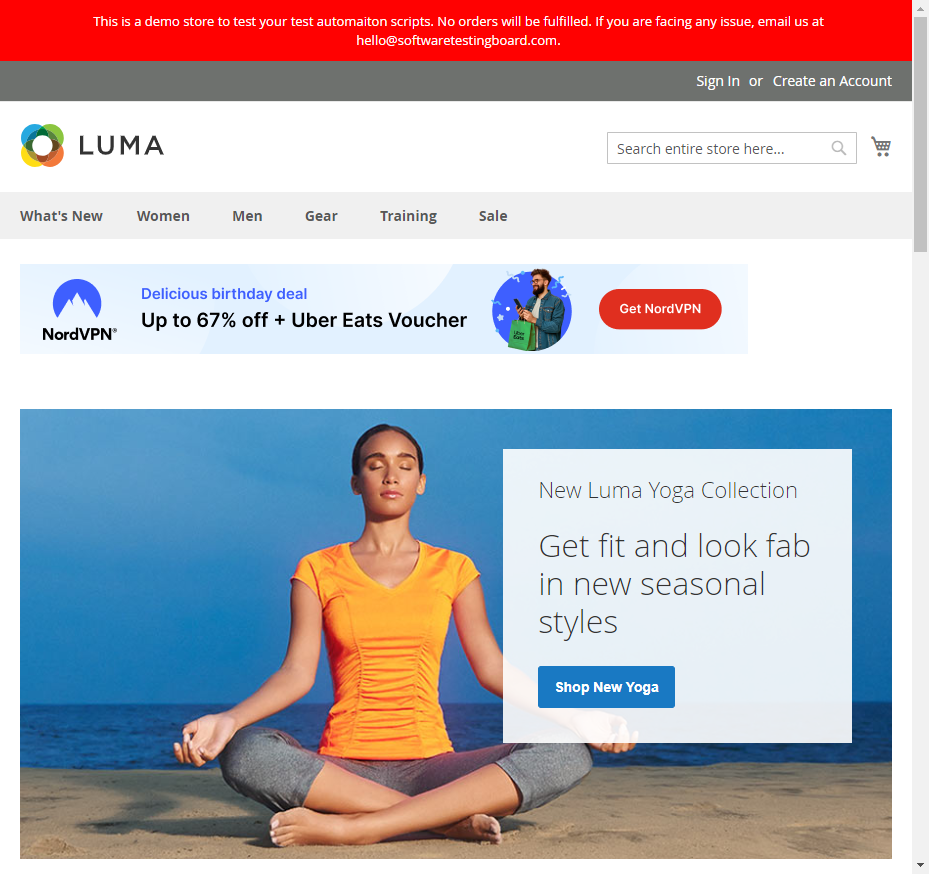 This is a demo store to test your test automaiton scripts. No orders will be fulfilled. If you are facing any issue, email us at
hello@softwaretestingboard.com.
Sign In or Create an Account
LUMA
Search entire store here...
What's New Women Men Gear Training Sale
NordVPN®
Delicious birthday deal
Up to 67% off + Uber Eats Voucher
Uber
Eats
Get NordVPN
New Luma Yoga Collection
Get fit and look fab
in new seasonal
styles
Shop New Yoga